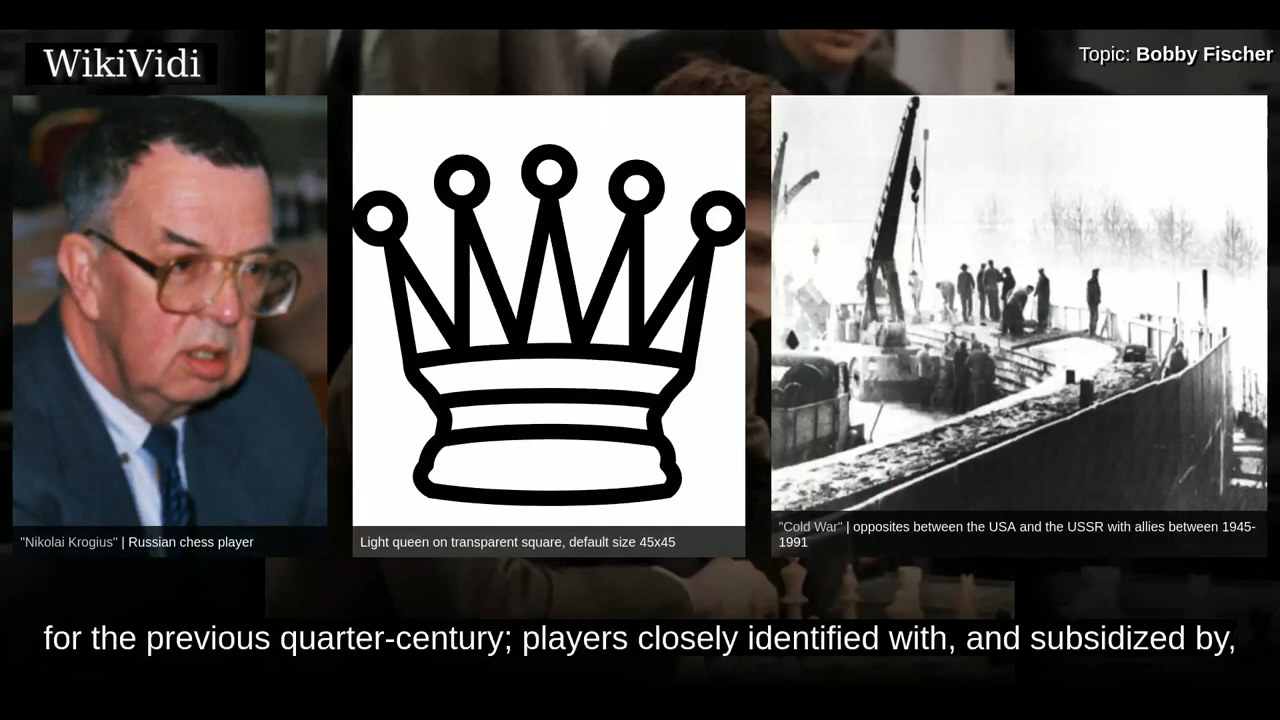 WikiVidi
Topic: Bobby Fischer
"Nikolai Krogius" | Russian chess player
Light queen on transparent square, default size 45x45
"Cold War" | opposites between the USA and the USSR with allies between 1945-
1991
for the previous quarter-century; players closely identified with, and subsidized by,